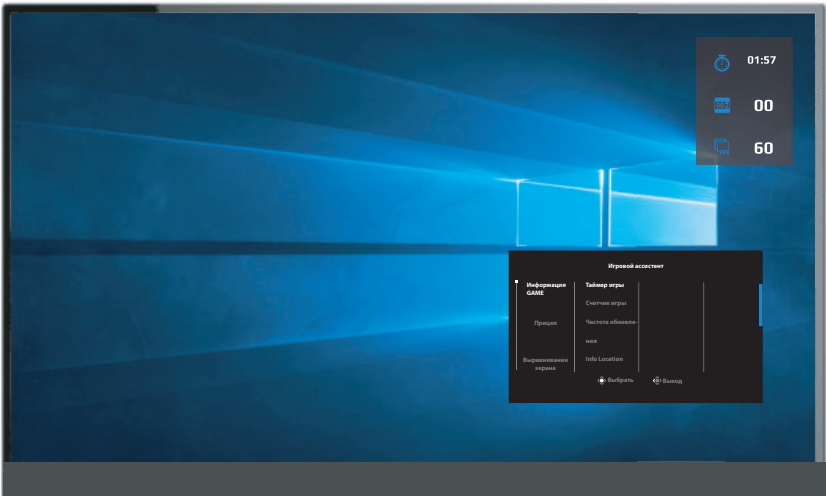 01:57
00
60
Игровой ассистент
Информация
GAME
Прицел
Выравнивание
экрана
Таймер игры
Счетчик игры
Частота обновле-
ния
Info Location
Выбрать
Выход